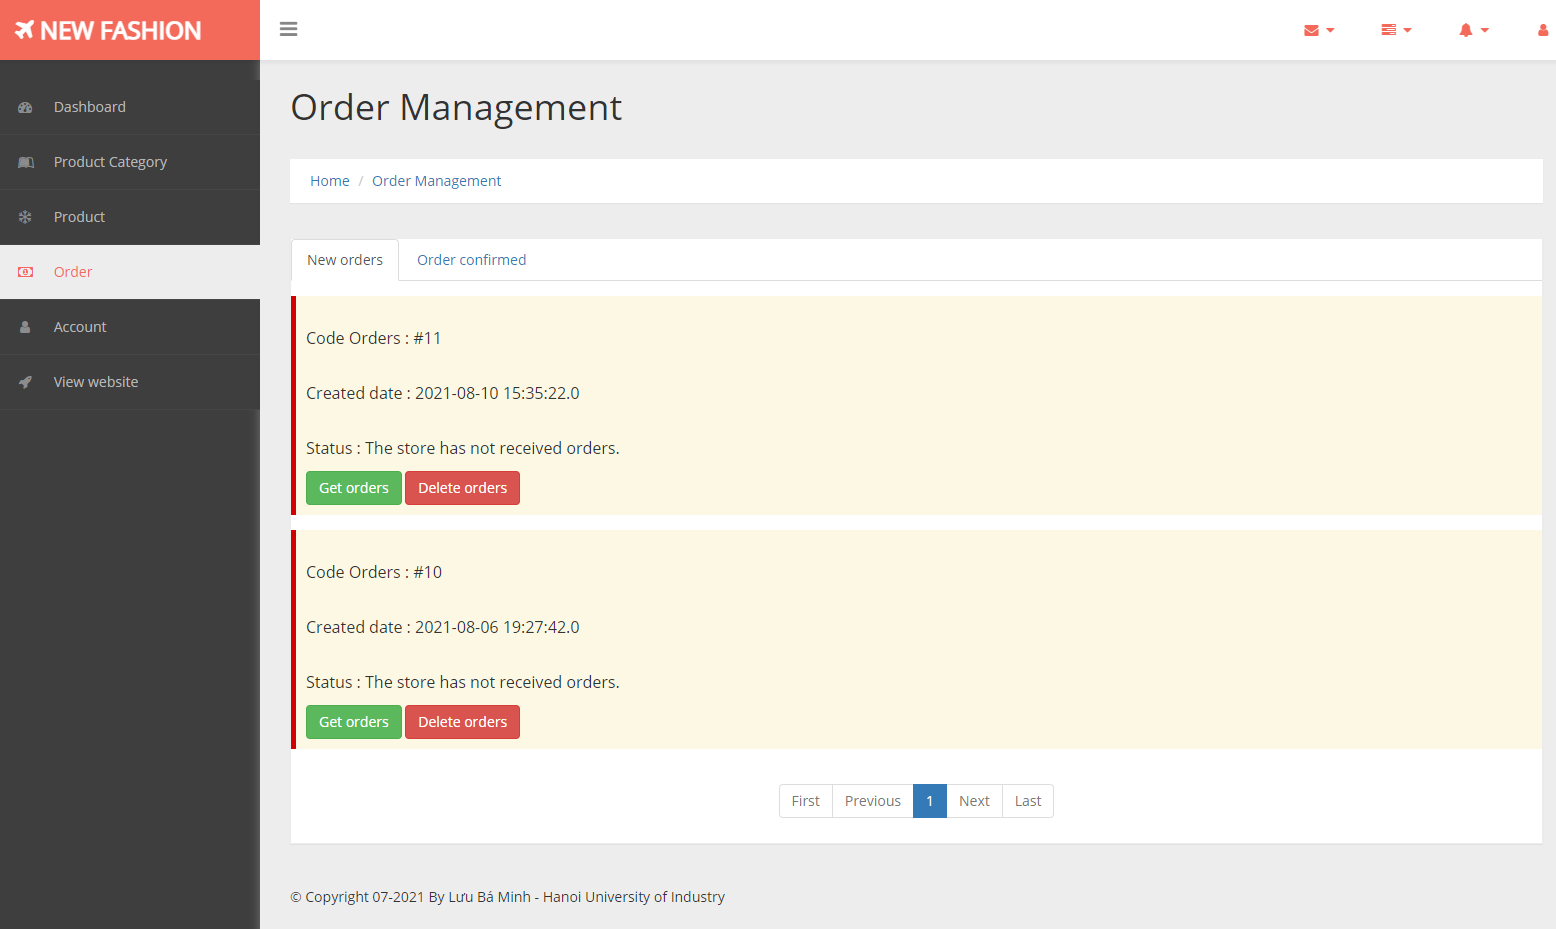 NEW FASHION
Dashboard
Product Category
Product
Order
Account
View website
Order Management
Home / Order Management
New orders Order confirmed
Code Orders : #11
Created date : 2021-08-10 15:35:22.0
Status : The store has not received orders.
Get orders Delete orders
Code Orders : #10
Created date : 2021-08-06 19:27:42.0
Status : The store has not received orders.
Get orders Delete orders
First Previous 1 Next Last
© Copyright 07-2021 By Lưu Bá Minh - Hanoi University of Industry